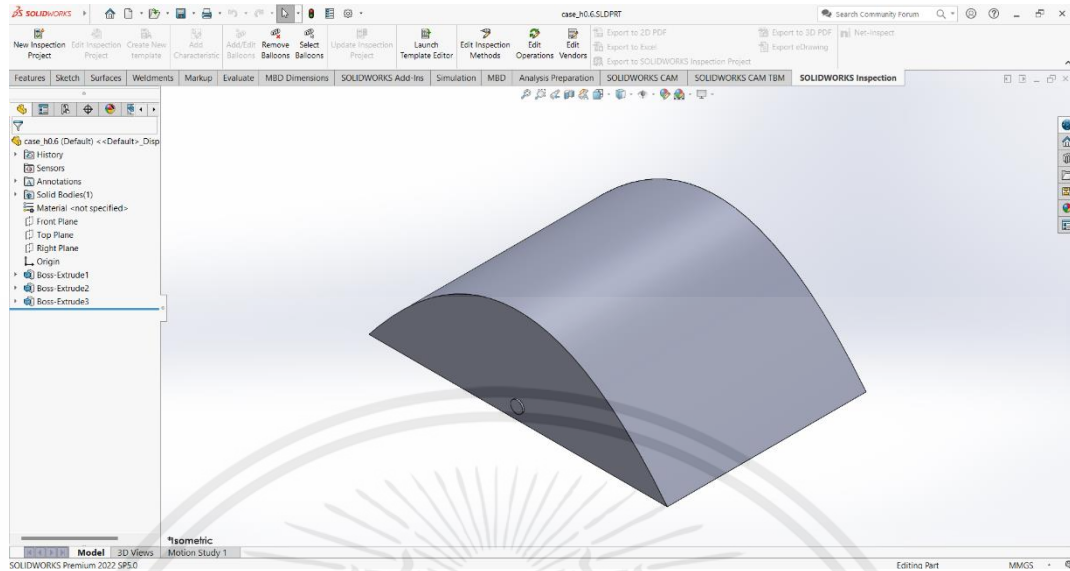 SOLIDWORKS
case_h0.6.SLDPRT
Search Community Forum
New Inspection Project
Edit Inspection Project
Create New template
Add Characteristic
Add/Edit Balloons
Remove Balloons
Select Balloons
Update Inspection Project
Launch Template Editor
Edit Inspection Methods
Edit Operations
Edit Vendors
Export to 2D PDF
Export to Excel
Export to SOLIDWORKS Inspection Project
Export to 3D PDF
Export eDrawing
Net-Inspect
Features Sketch Surfaces Weldments Markup Evaluate MBD Dimensions SOLIDWORKS Add-Ins Simulation MBD Analysis Preparation SOLIDWORKS CAM SOLIDWORKS CAM TBM SOLIDWORKS Inspection
case_h0.6 (Default) <<Default>_Disp
History
Sensors
Annotations
Solid Bodies(1)
Material <not specified>
Front Plane
Top Plane
Right Plane
Origin
Boss-Extrude1
Boss-Extrude2
Boss-Extrude3
*Isometric
Model 3D Views Motion Study 1
SOLIDWORKS Premium 2022 SP5.0 Editing Part MMGS